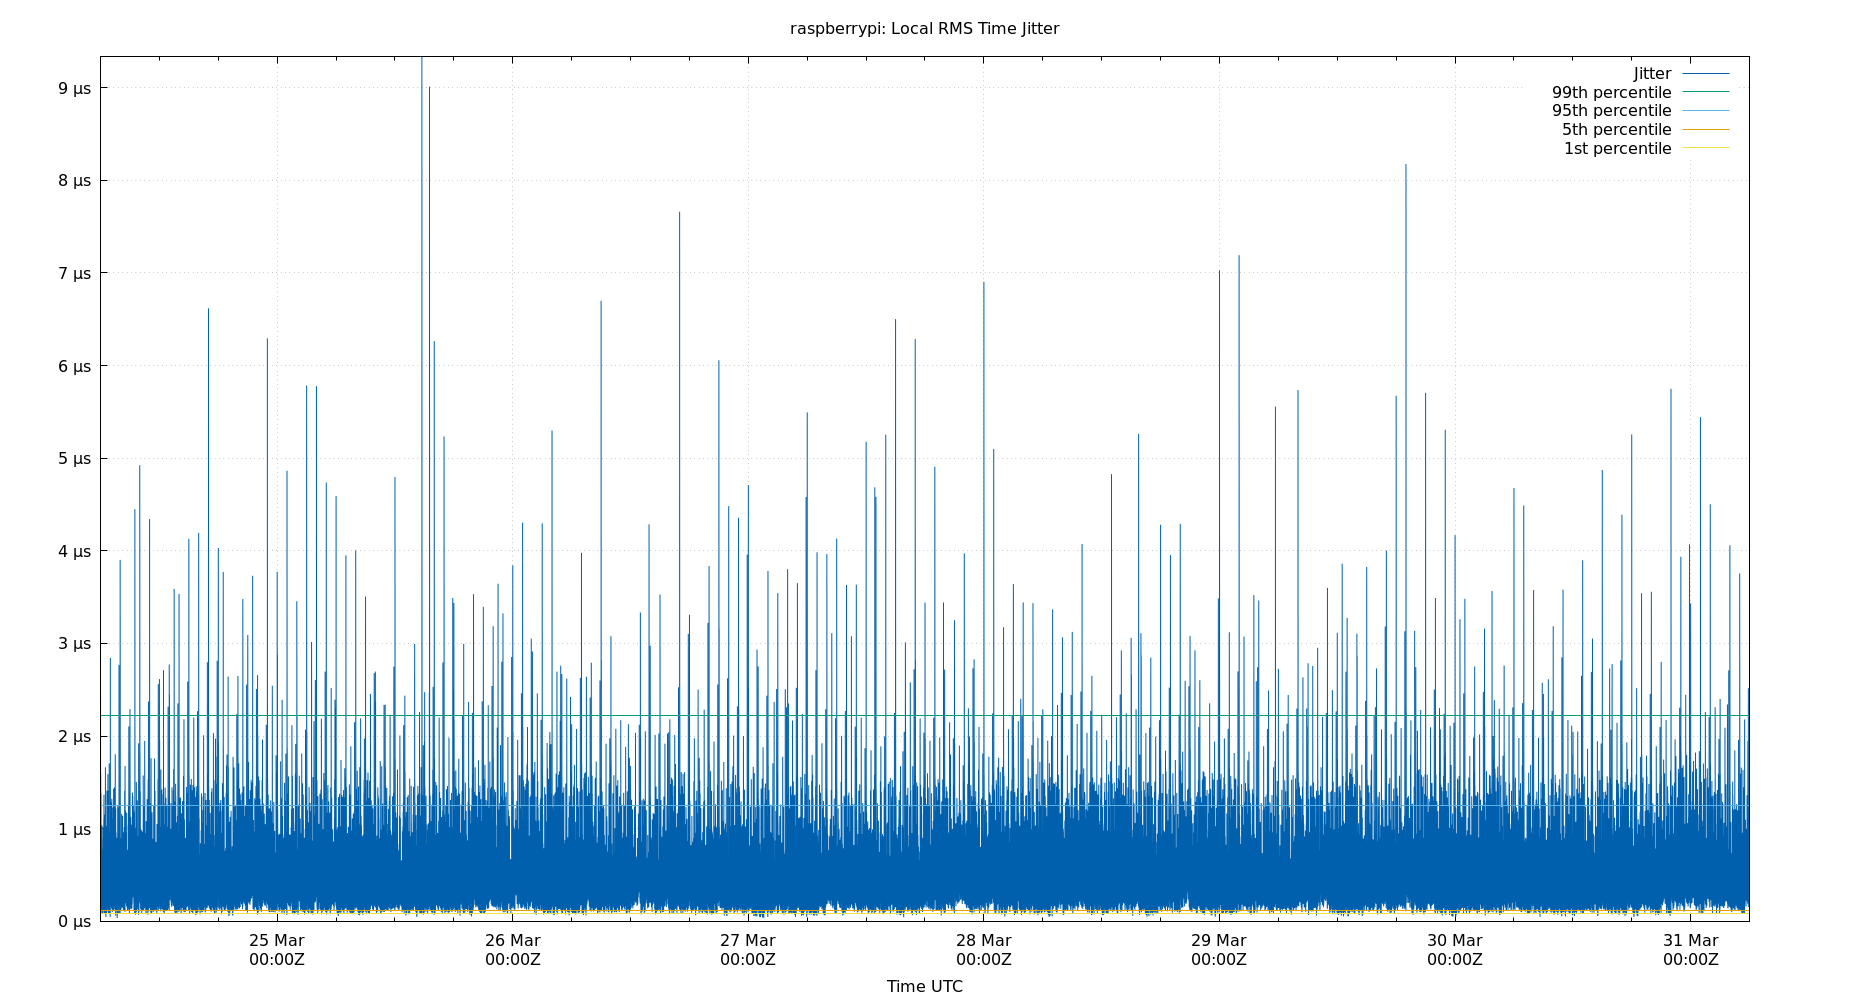 raspberrypi: Local RMS Time Jitter
Jitter
99th percentile
95th percentile
5th percentile
1st percentile
9 µs
8 µs
7 µs
6 µs
5 µs
4 µs
3 µs
2 µs
1 µs
0 µs
25 Mar 26 Mar 27 Mar 28 Mar 29 Mar 30 Mar 31 Mar
00:00Z 00:00Z 00:00Z 00:00Z 00:00Z 00:00Z 00:00Z
Time UTC